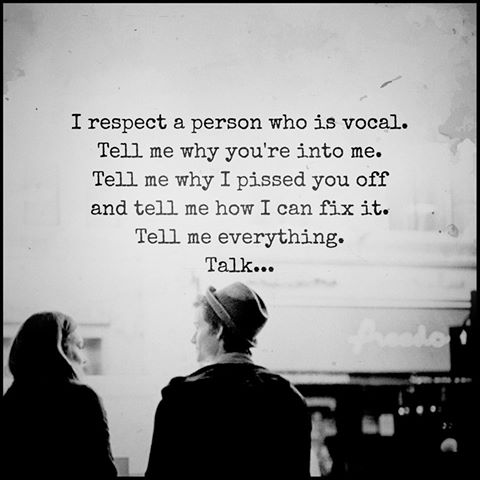 I respect a person who is vocal.
Tell me why you're into me.
Tell me why I pissed you off
and tell me how I can fix it.
Tell me everything.
Talk...